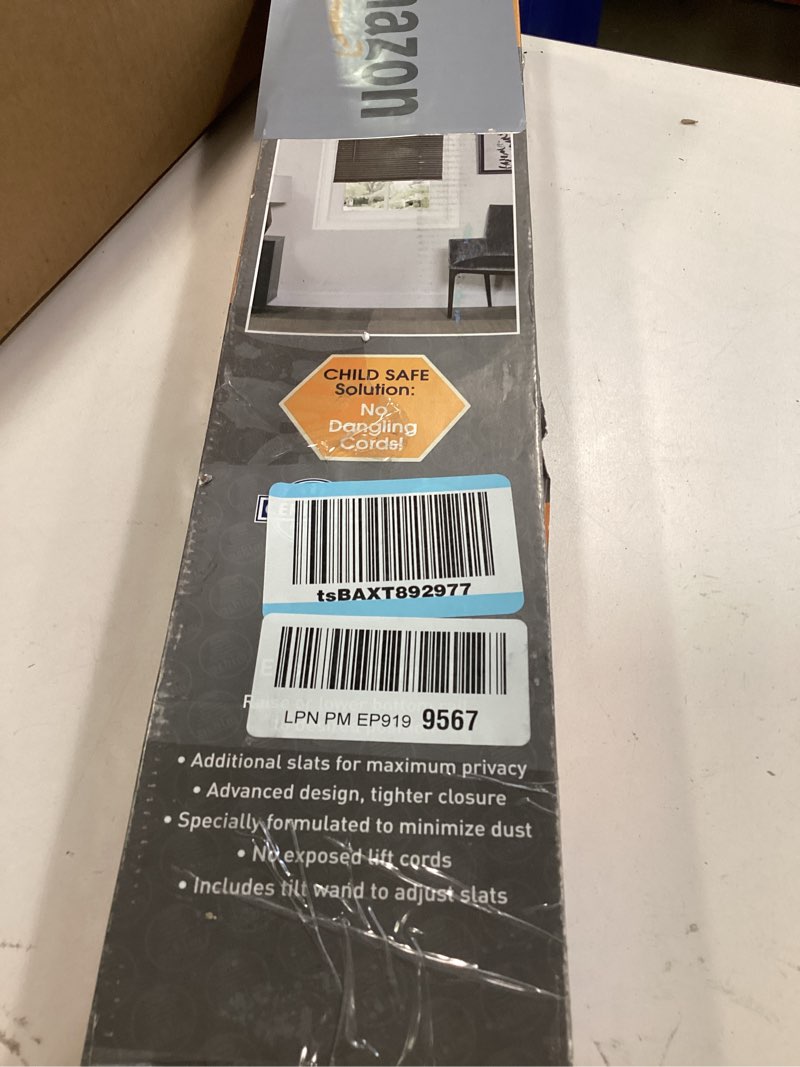 azon
CHILD SAFE
Solution:
No
Dangling
Cords!
tsBAXT892977
LPN PM EP919 9567
• Additional slats for maximum privacy
• Advanced design, tighter closure
• Specially formulated to minimize dust
• No exposed lift cords
• Includes tilt wand to adjust slats